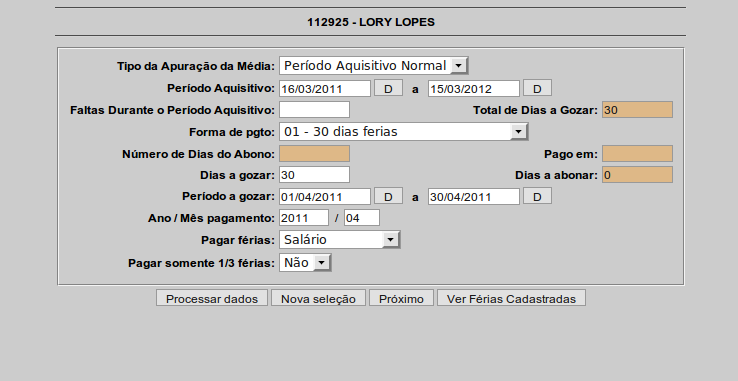 112925 - LORY LOPES
Tipo da Apuração da Média: Período Aquisitivo Normal
Período Aquisitivo: 16/03/2011 D a 15/03/2012 D
Faltas Durante o Período Aquisitivo: Total de Dias a Gozar: 30
Forma de pgto: 01 - 30 dias ferias
Número de Dias do Abono: Pago em:
Dias a gozar: 30 Dias a abonar: 0
Período a gozar: 01/04/2011 D a 30/04/2011 D
Ano / Mês pagamento: 2011 / 04
Pagar férias: Salário
Pagar somente 1/3 férias: Não
Processar dados Nova seleção Próximo Ver Férias Cadastradas